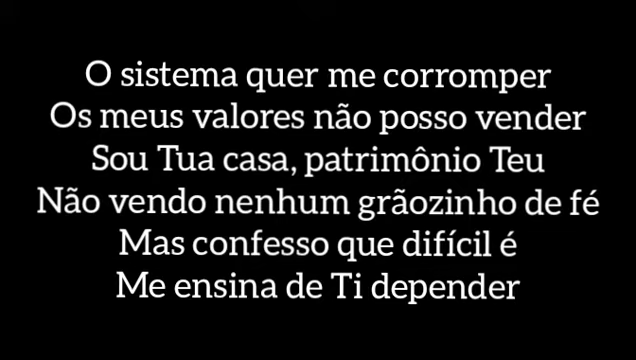 O sistema quer me corromper
Os meus valores não posso vender
Sou Tua casa, patrimônio Teu
Não vendo nenhum grãozinho de fé
Mas confesso que difícil é
Me ensina de Ti depender